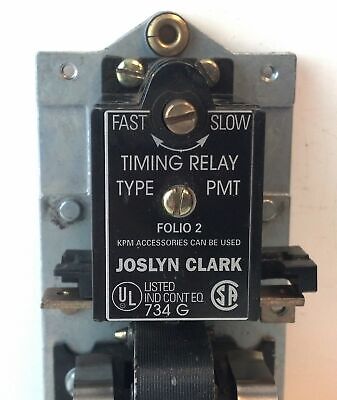 FAST SLOW
TIMING RELAY
TYPE PMT
FOLIO 2
KPM ACCESSORIES CAN BE USED
JOSLYN CLARK
UL LISTED SA
IND CONT EQ
734 G